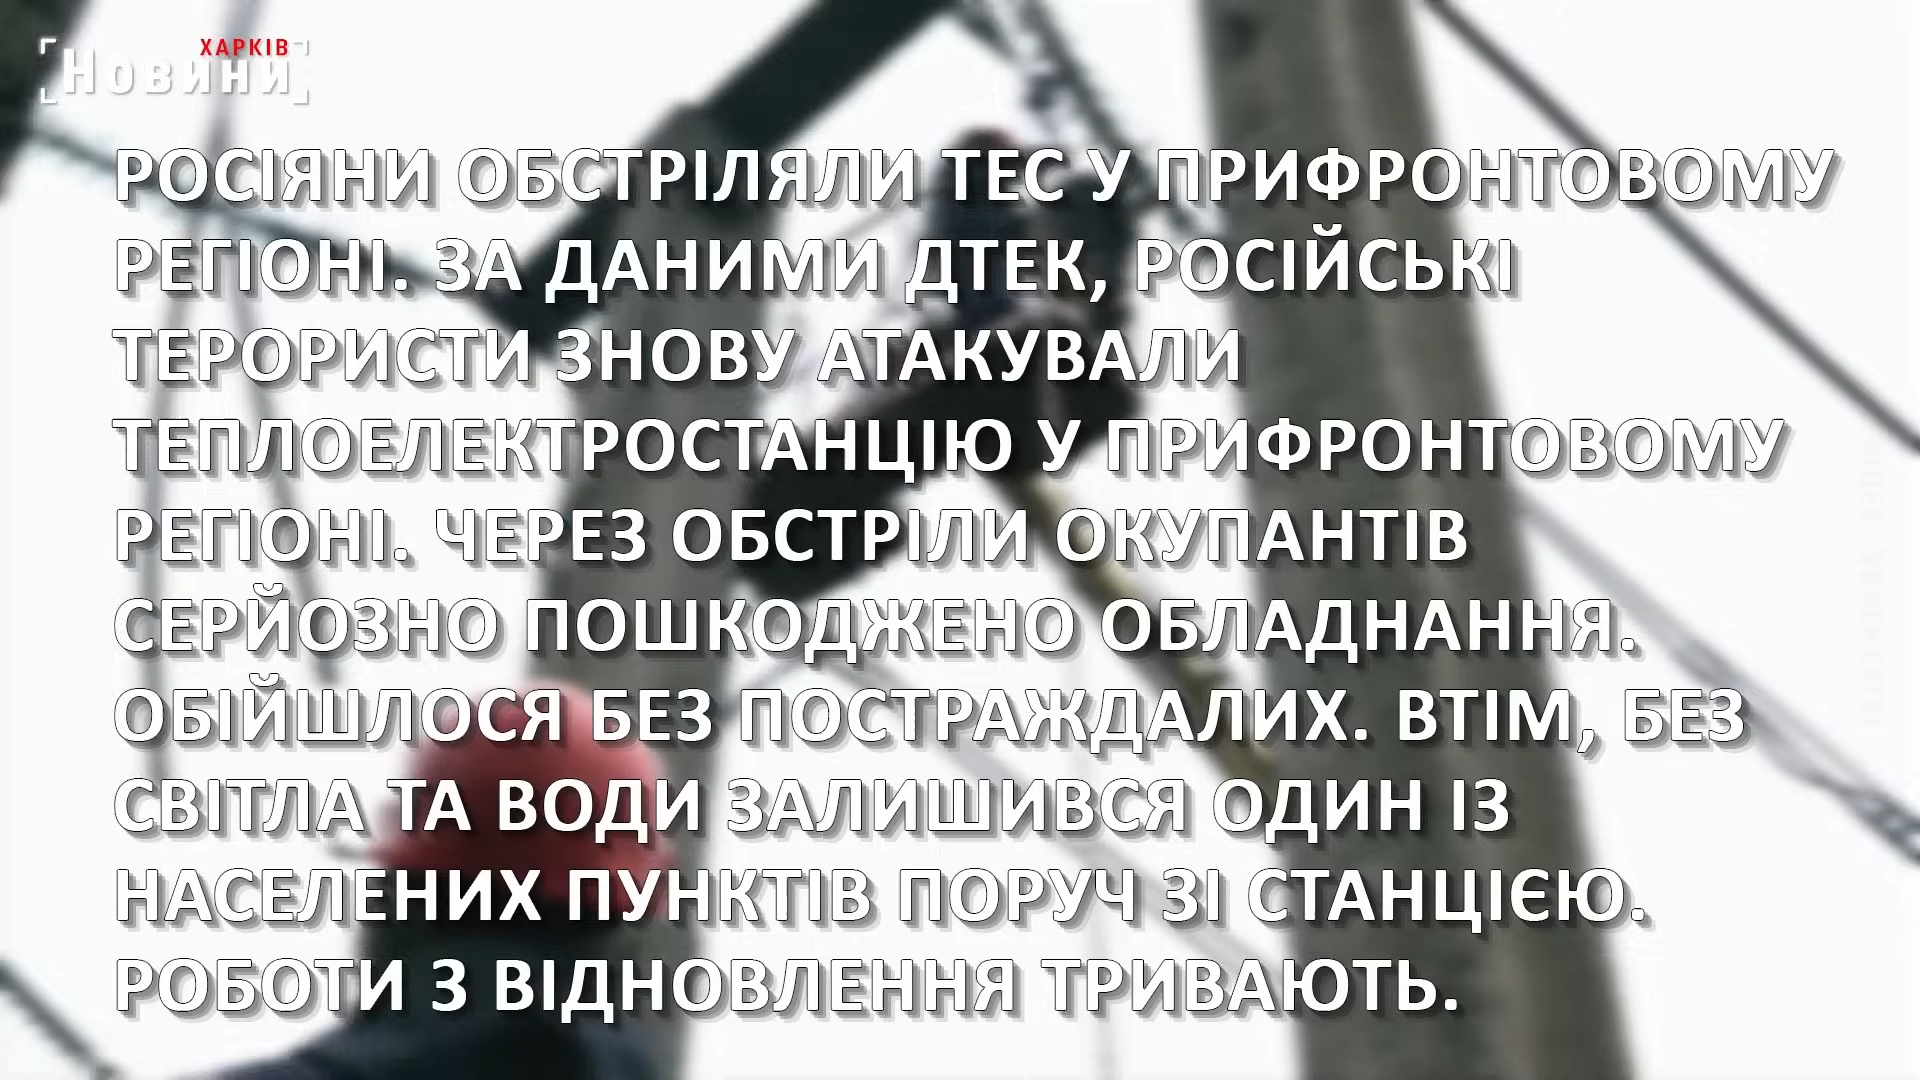 ХАРКІВ
Новини
РОСІЯНИ ОБСТРІЛЯЛИ ТЕС У ПРИФРОНТОВОМУ
РЕГІОНІ. ЗА ДАНИМИ ДТЕК, РОСІЙСЬКІ
ТЕРОРИСТИ ЗНОВУ АТАКУВАЛИ
ТЕПЛОЕЛЕКТРОСТАНЦІЮ У ПРИФРОНТОВОМУ
РЕГІОНІ. ЧЕРЕЗ ОБСТРІЛИ ОКУПАНТІВ
СЕРЙОЗНО ПОШКОДЖЕНО ОБЛАДНАННЯ.
ОБІЙШЛОСЯ БЕЗ ПОСТРАЖДАЛИХ. ВТІМ, БЕЗ
СВІТЛА ТА ВОДИ ЗАЛИШИВСЯ ОДИН ІЗ
НАСЕЛЕНИХ ПУНКТІВ ПОРУЧ ЗІ СТАНЦІЄЮ.
РОБОТИ З ВІДНОВЛЕННЯ ТРИВАЮТЬ.